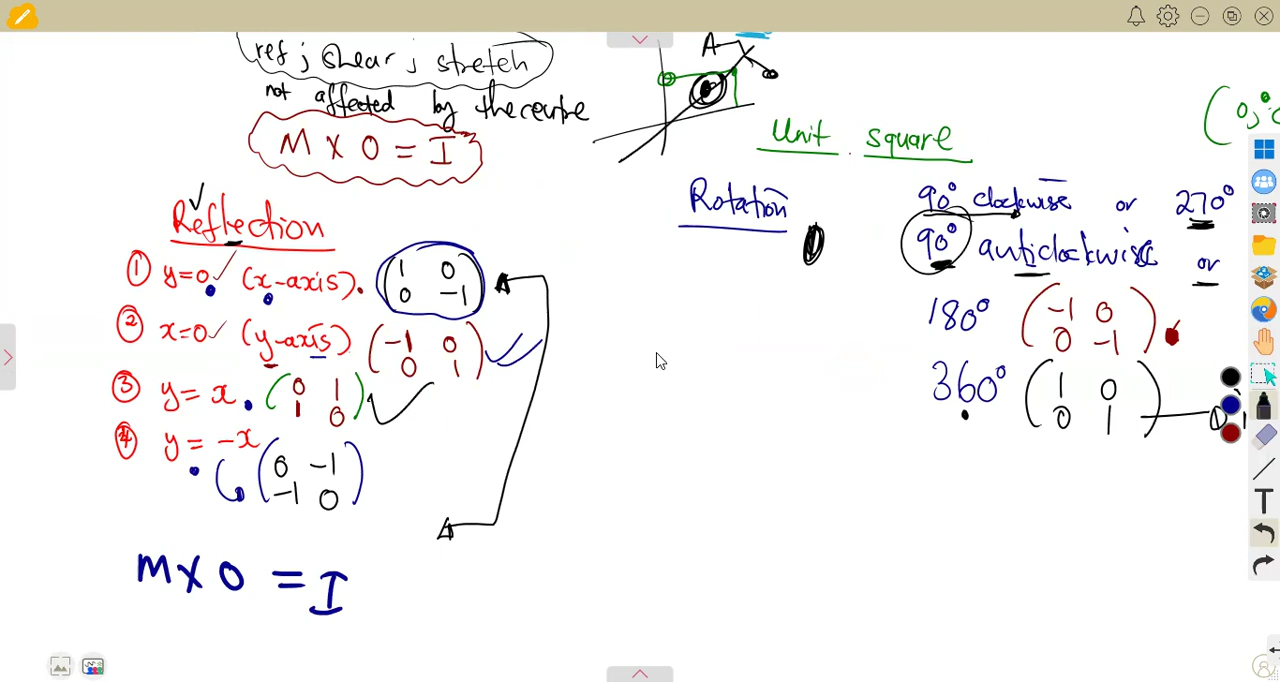 ref ; shear ; stretch
not affected by the centre
M X O = I
A
Unit square
Reflection
① y=0 (x-axis). ( 1 0
0 -1 )
② x=0 (y-axis) ( -1 0
0 1 )
③ y= x. ( 0 1
1 0 )
④ y= -x
( 0 -1
-1 0 )
M X O = I
Rotation
90° clockwise or 270°
90° anticlockwise or
180° ( -1 0
0 -1 )
360° ( 1 0
0 1 )